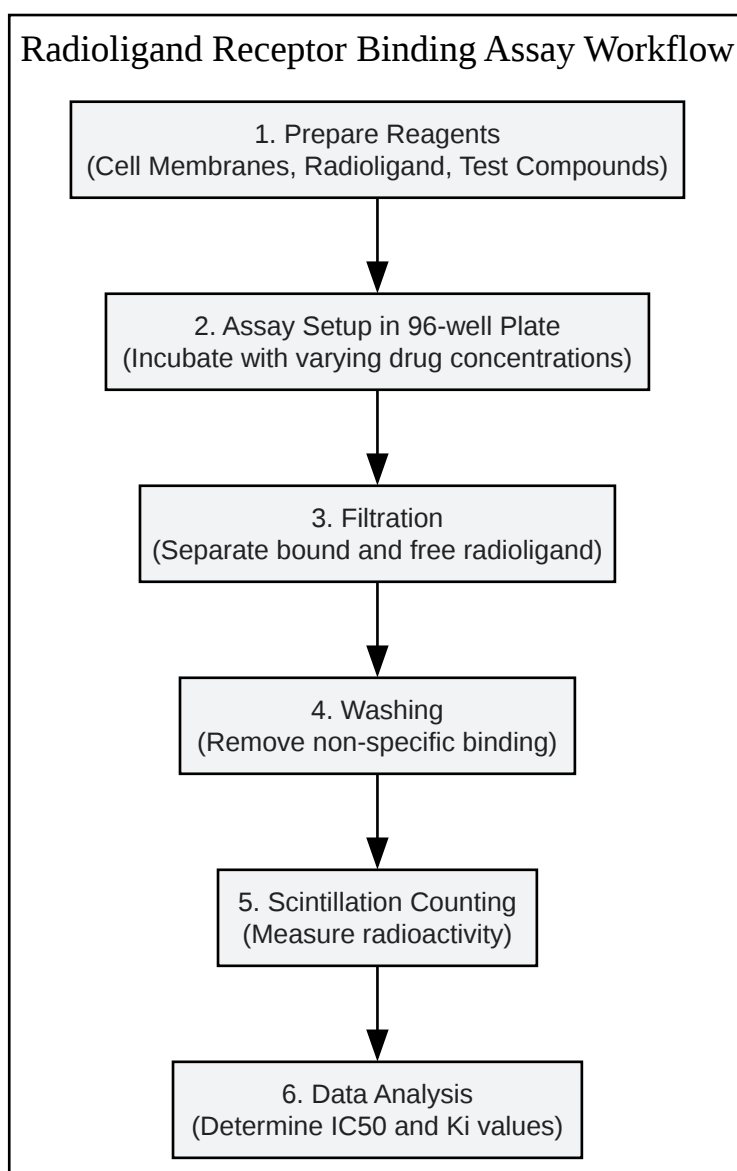 Radioligand Receptor Binding Assay Workflow
1. Prepare Reagents
(Cell Membranes, Radioligand, Test Compounds)
2. Assay Setup in 96-well Plate
(Incubate with varying drug concentrations)
3. Filtration
(Separate bound and free radioligand)
4. Washing
(Remove non-specific binding)
5. Scintillation Counting
(Measure radioactivity)
6. Data Analysis
(Determine IC50 and Ki values)